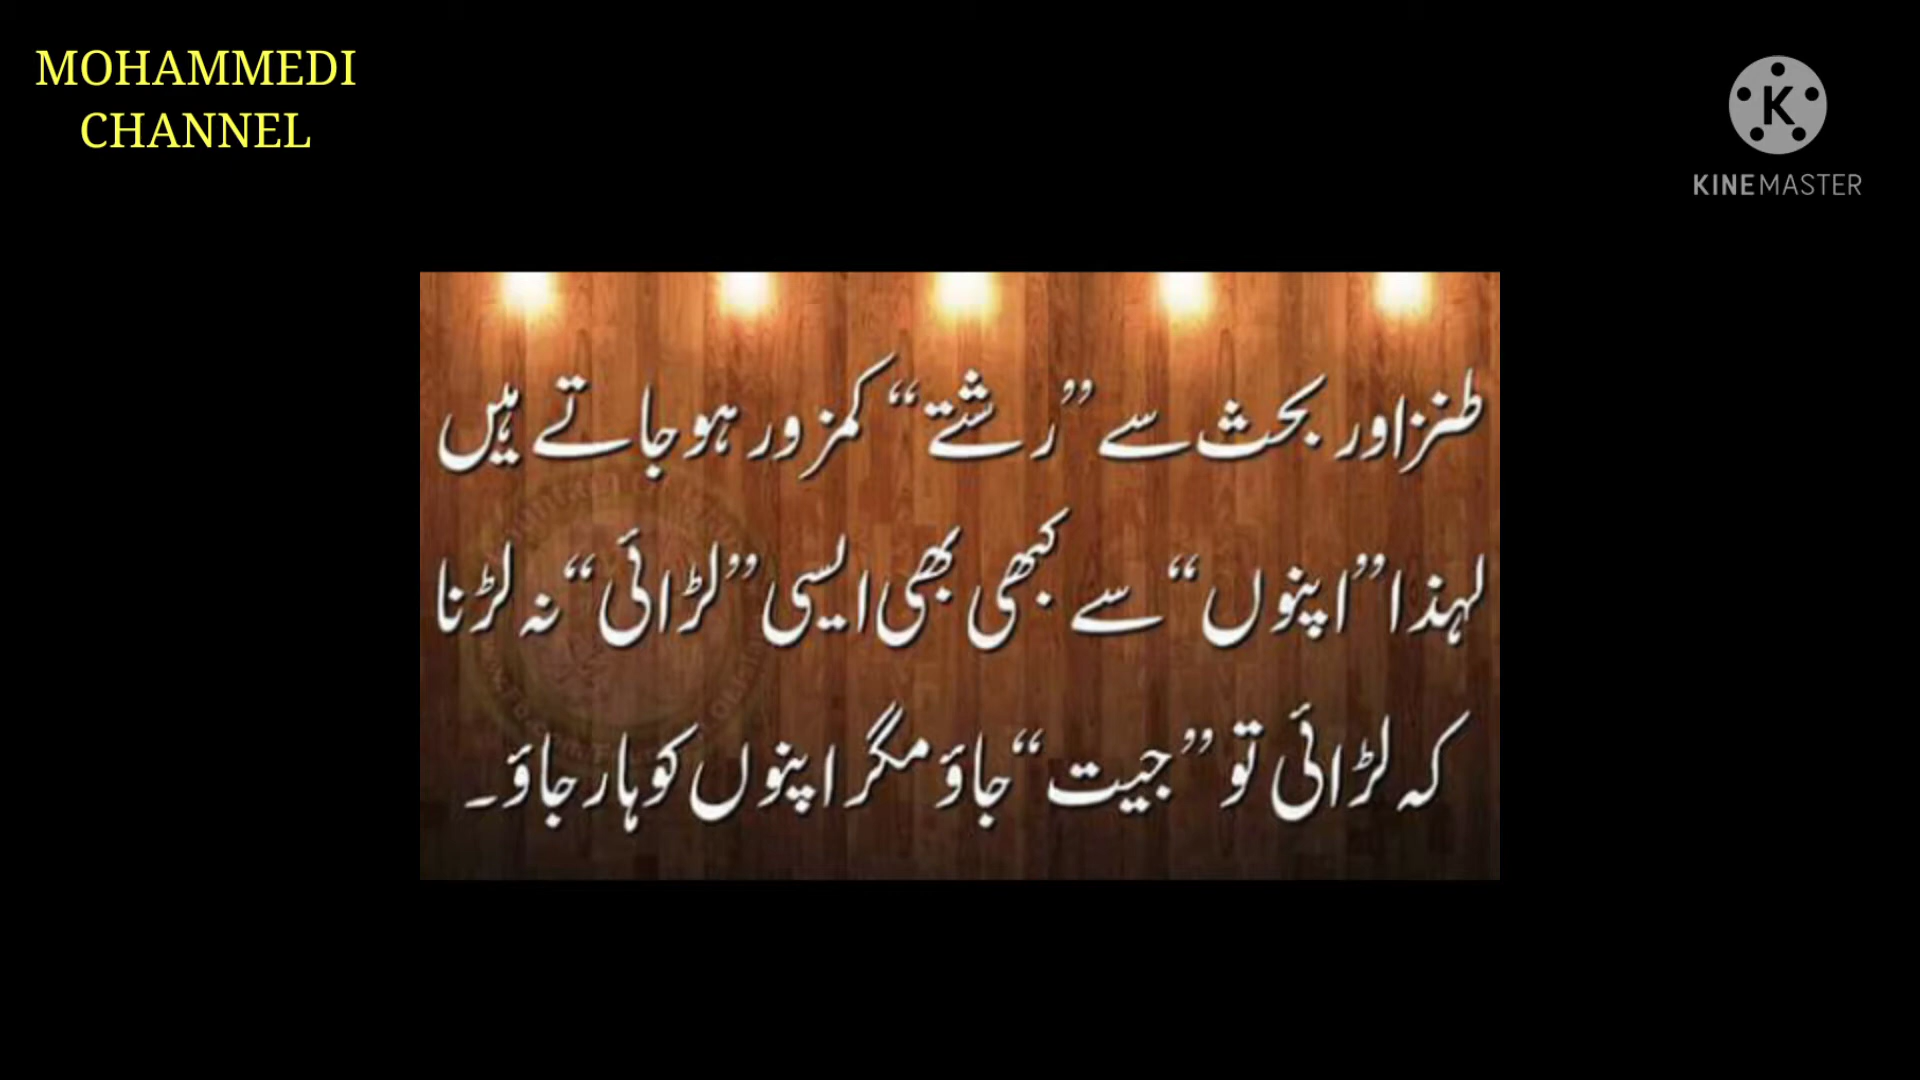 MOHAMMEDI
CHANNEL
K
KINEMASTER
طنز اور بحث سے ”رشتے“ کمزور ہو جاتے ہیں
لہذا ”اپنوں“ سے کبھی بھی ایسی ”لڑائی“ نہ لڑنا
کہ لڑائی تو ”جیت“ جاؤ مگر اپنوں کو ہار جاؤ۔